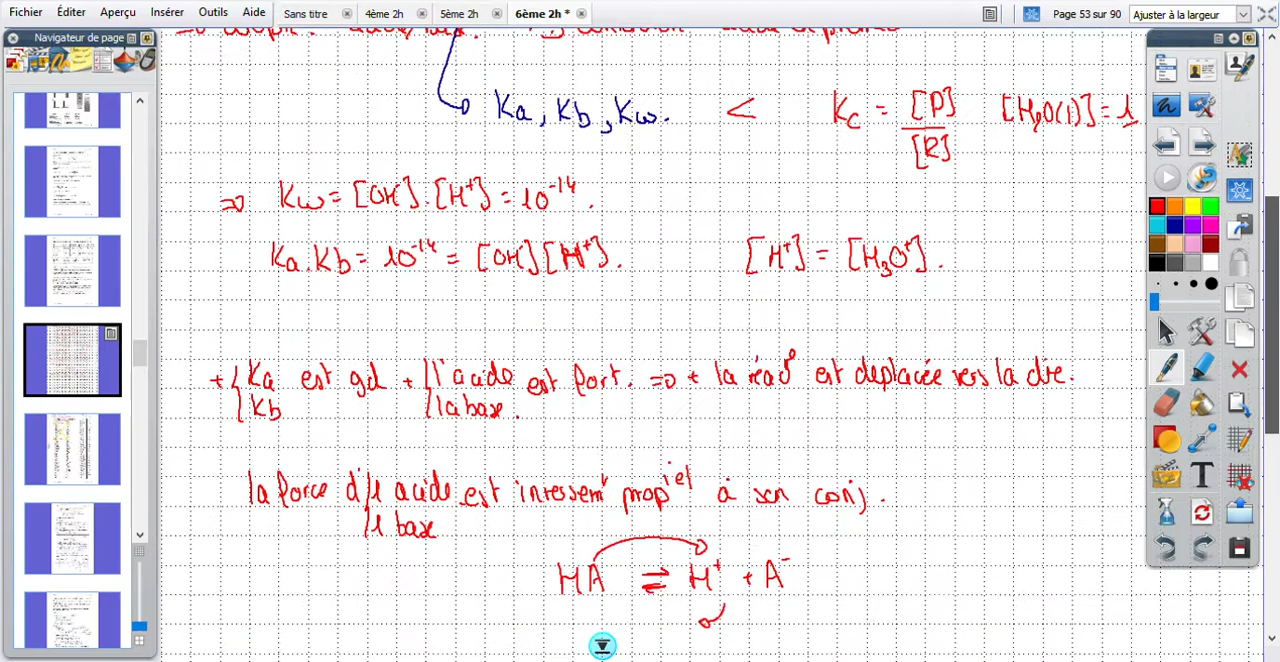 Fichier Éditer Aperçu Insérer Outils Aide
Sans titre
4ème 2h
5ème 2h
6ème 2h *
Page 53 sur 90
Ajuster à la largeur
Navigateur de page
Ka, Kb, Kw. < Kc = [P] / [R] [H2O(l)] = 1
=> Kw = [OH-].[H+] = 10^-14.
Ka.Kb = 10^-14 = [OH-][H+]. [H+] = [H3O+].
+ { Ka est gd + { l'acide est fort. => + la réac° est deplacée vers la dte.
Kb la base.
la force d'1 acide est inversem^t prop^iel à son conj.
/1 base
HA ⇌ H+ + A-